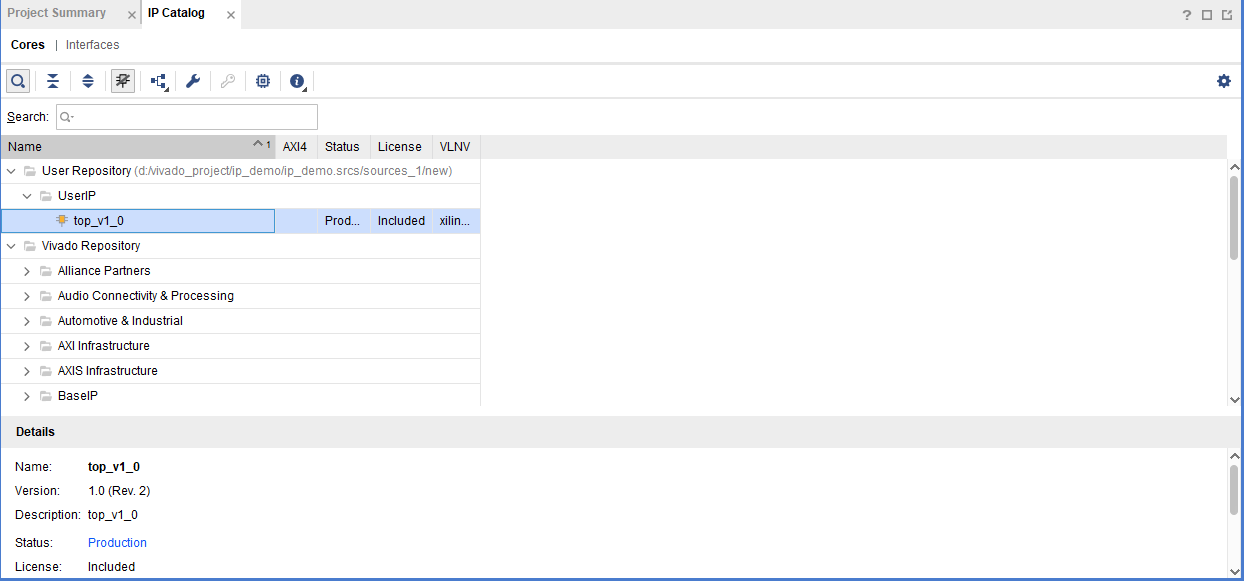 Project Summary × IP Catalog × ?
Cores | Interfaces
Search:
Name 1 AXI4 Status License VLNV
User Repository (d:/vivado_project/ip_demo/ip_demo.srcs/sources_1/new)
UserIP
top_v1_0 Prod... Included xilin...
Vivado Repository
Alliance Partners
Audio Connectivity & Processing
Automotive & Industrial
AXI Infrastructure
AXIS Infrastructure
BaseIP
Details
Name: top_v1_0
Version: 1.0 (Rev. 2)
Description: top_v1_0
Status: Production
License: Included